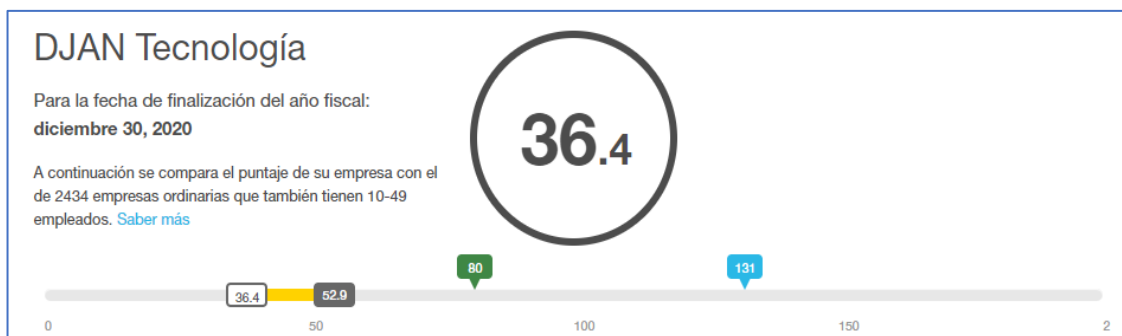 DJAN Tecnología
Para la fecha de finalización del año fiscal:
diciembre 30, 2020
A continuación se compara el puntaje de su empresa con el
de 2434 empresas ordinarias que también tienen 10-49
empleados. Saber más
36.4
80
131
36.4
52.9
0
50
100
150
2